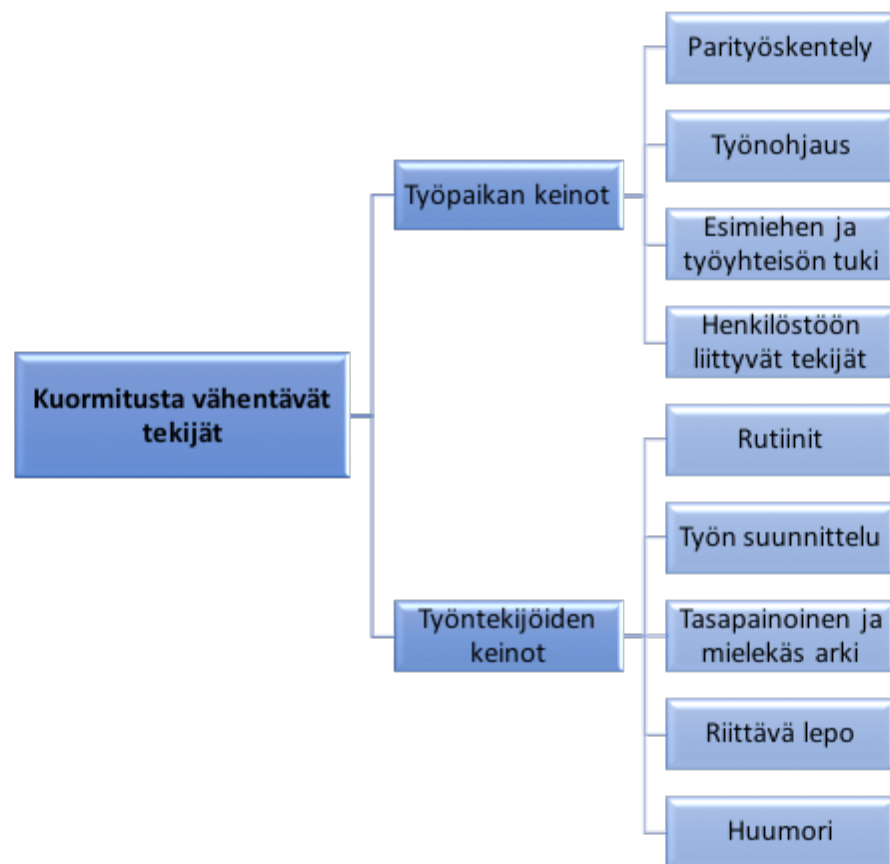 Kuormitusta vähentävät
tekijät
Työpaikan keinot
Parityöskentely
Työnohjaus
Esimiehen ja
työyhteisön tuki
Henkilöstöön
liittyvät tekijät
Työntekijöiden
keinot
Rutiinit
Työn suunnittelu
Tasapainoinen ja
mielekäs arki
Riittävä lepo
Huumori